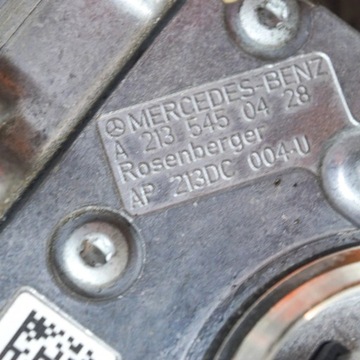 MERCEDES-BENZ
A 213 545 04 28
Rosenberger
AP 213DC 004-U